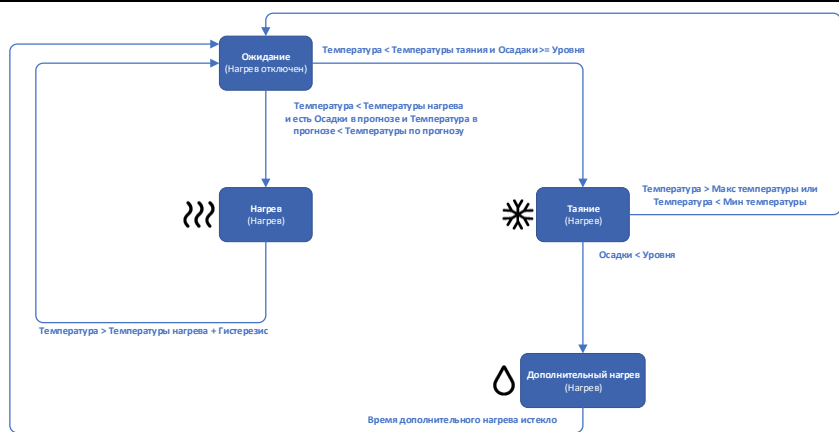 Ожидание
(Нагрев отключен)
Температура < Температуры таяния и Осадаки >= Уровня
Температура < Температуры нагрева
и есть Осадки в прогнозе и Температура в
прогнозе < Температуры по прогнозу
Нагрев
(Нагрев)
Таяние
(Нагрев)
Температура > Макс температуры или
Температура < Мин температуры
Осадки < Уровня
Температура > Температуры нагрева + Гистерезис
Дополнительный нагрев
(Нагрев)
Время дополнительного нагрева истекло